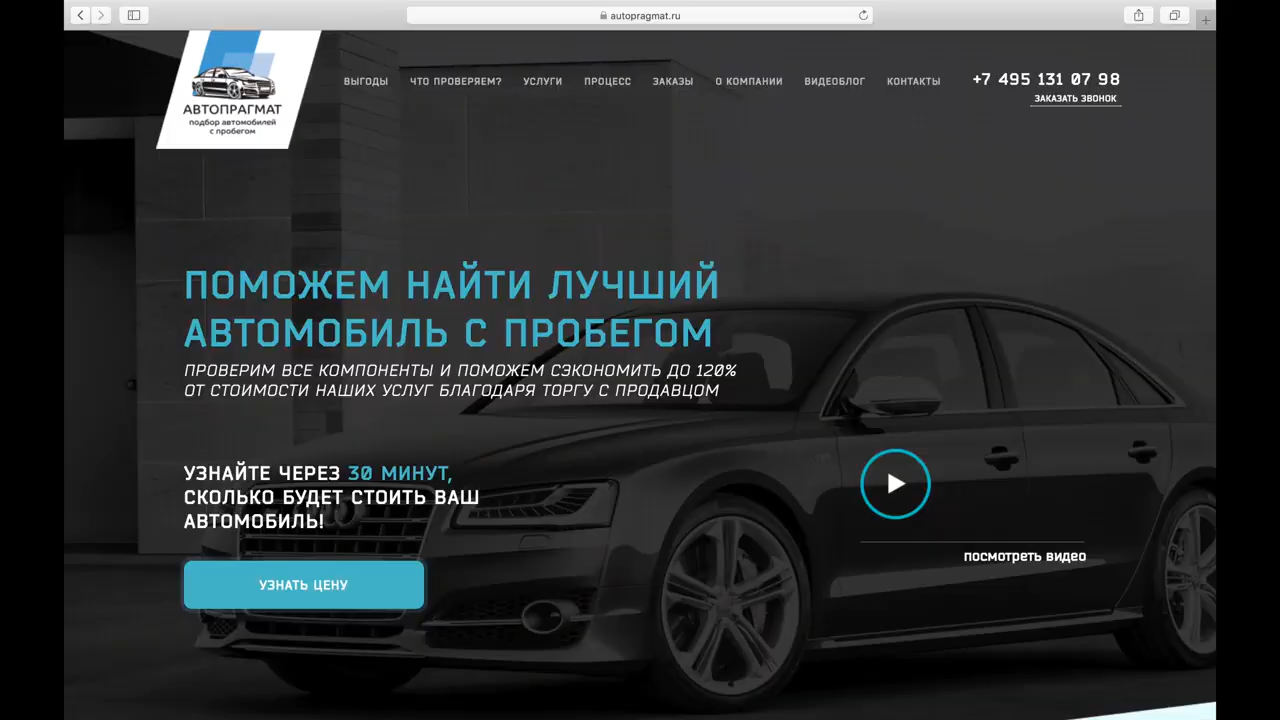 autopragmat.ru
АВТОПРАГМАТ
подбор автомобилей
с пробегом
ВЫГОДЫ
ЧТО ПРОВЕРЯЕМ?
УСЛУГИ
ПРОЦЕСС
ЗАКАЗЫ
О КОМПАНИИ
ВИДЕОБЛОГ
КОНТАКТЫ
+7 495 131 07 98
ЗАКАЗАТЬ ЗВОНОК
ПОМОЖЕМ НАЙТИ ЛУЧШИЙ
АВТОМОБИЛЬ С ПРОБЕГОМ
ПРОВЕРИМ ВСЕ КОМПОНЕНТЫ И ПОМОЖЕМ СЭКОНОМИТЬ ДО 120%
ОТ СТОИМОСТИ НАШИХ УСЛУГ БЛАГОДАРЯ ТОРГУ С ПРОДАВЦОМ
УЗНАЙТЕ ЧЕРЕЗ 30 МИНУТ,
СКОЛЬКО БУДЕТ СТОИТЬ ВАШ
АВТОМОБИЛЬ!
УЗНАТЬ ЦЕНУ
посмотреть видео